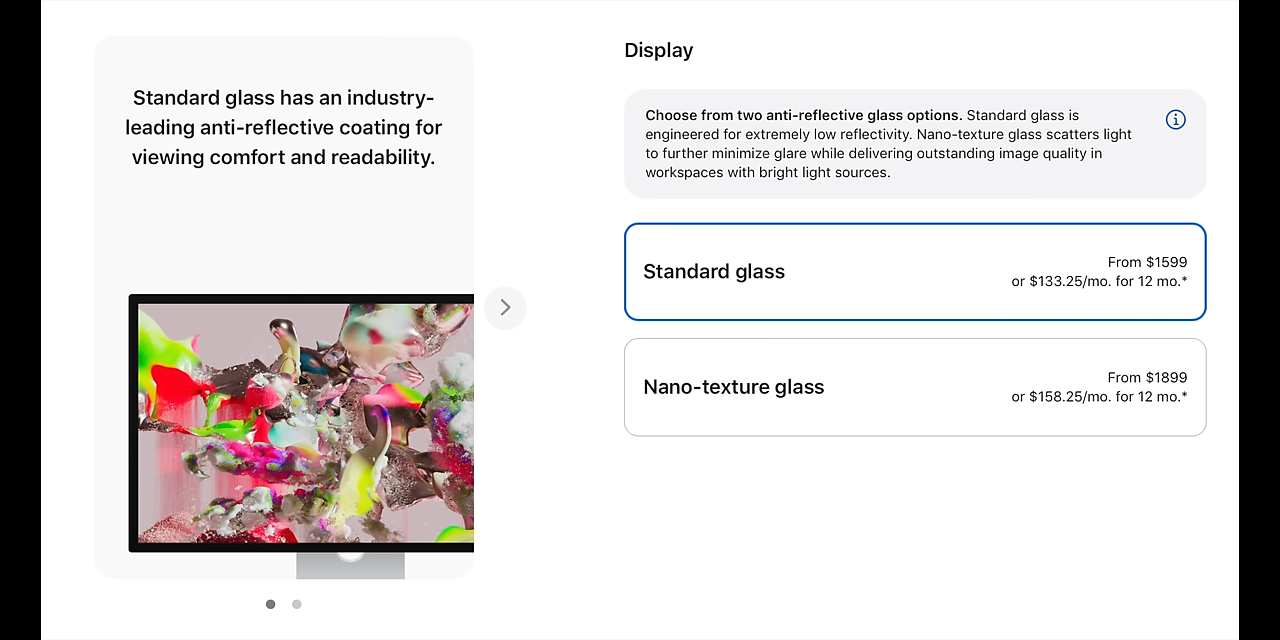 Standard glass has an industry-
leading anti-reflective coating for
viewing comfort and readability.
Display
Choose from two anti-reflective glass options. Standard glass is
engineered for extremely low reflectivity. Nano-texture glass scatters light
to further minimize glare while delivering outstanding image quality in
workspaces with bright light sources.
Standard glass
From $1599
or $133.25/mo. for 12 mo.*
Nano-texture glass
From $1899
or $158.25/mo. for 12 mo.*